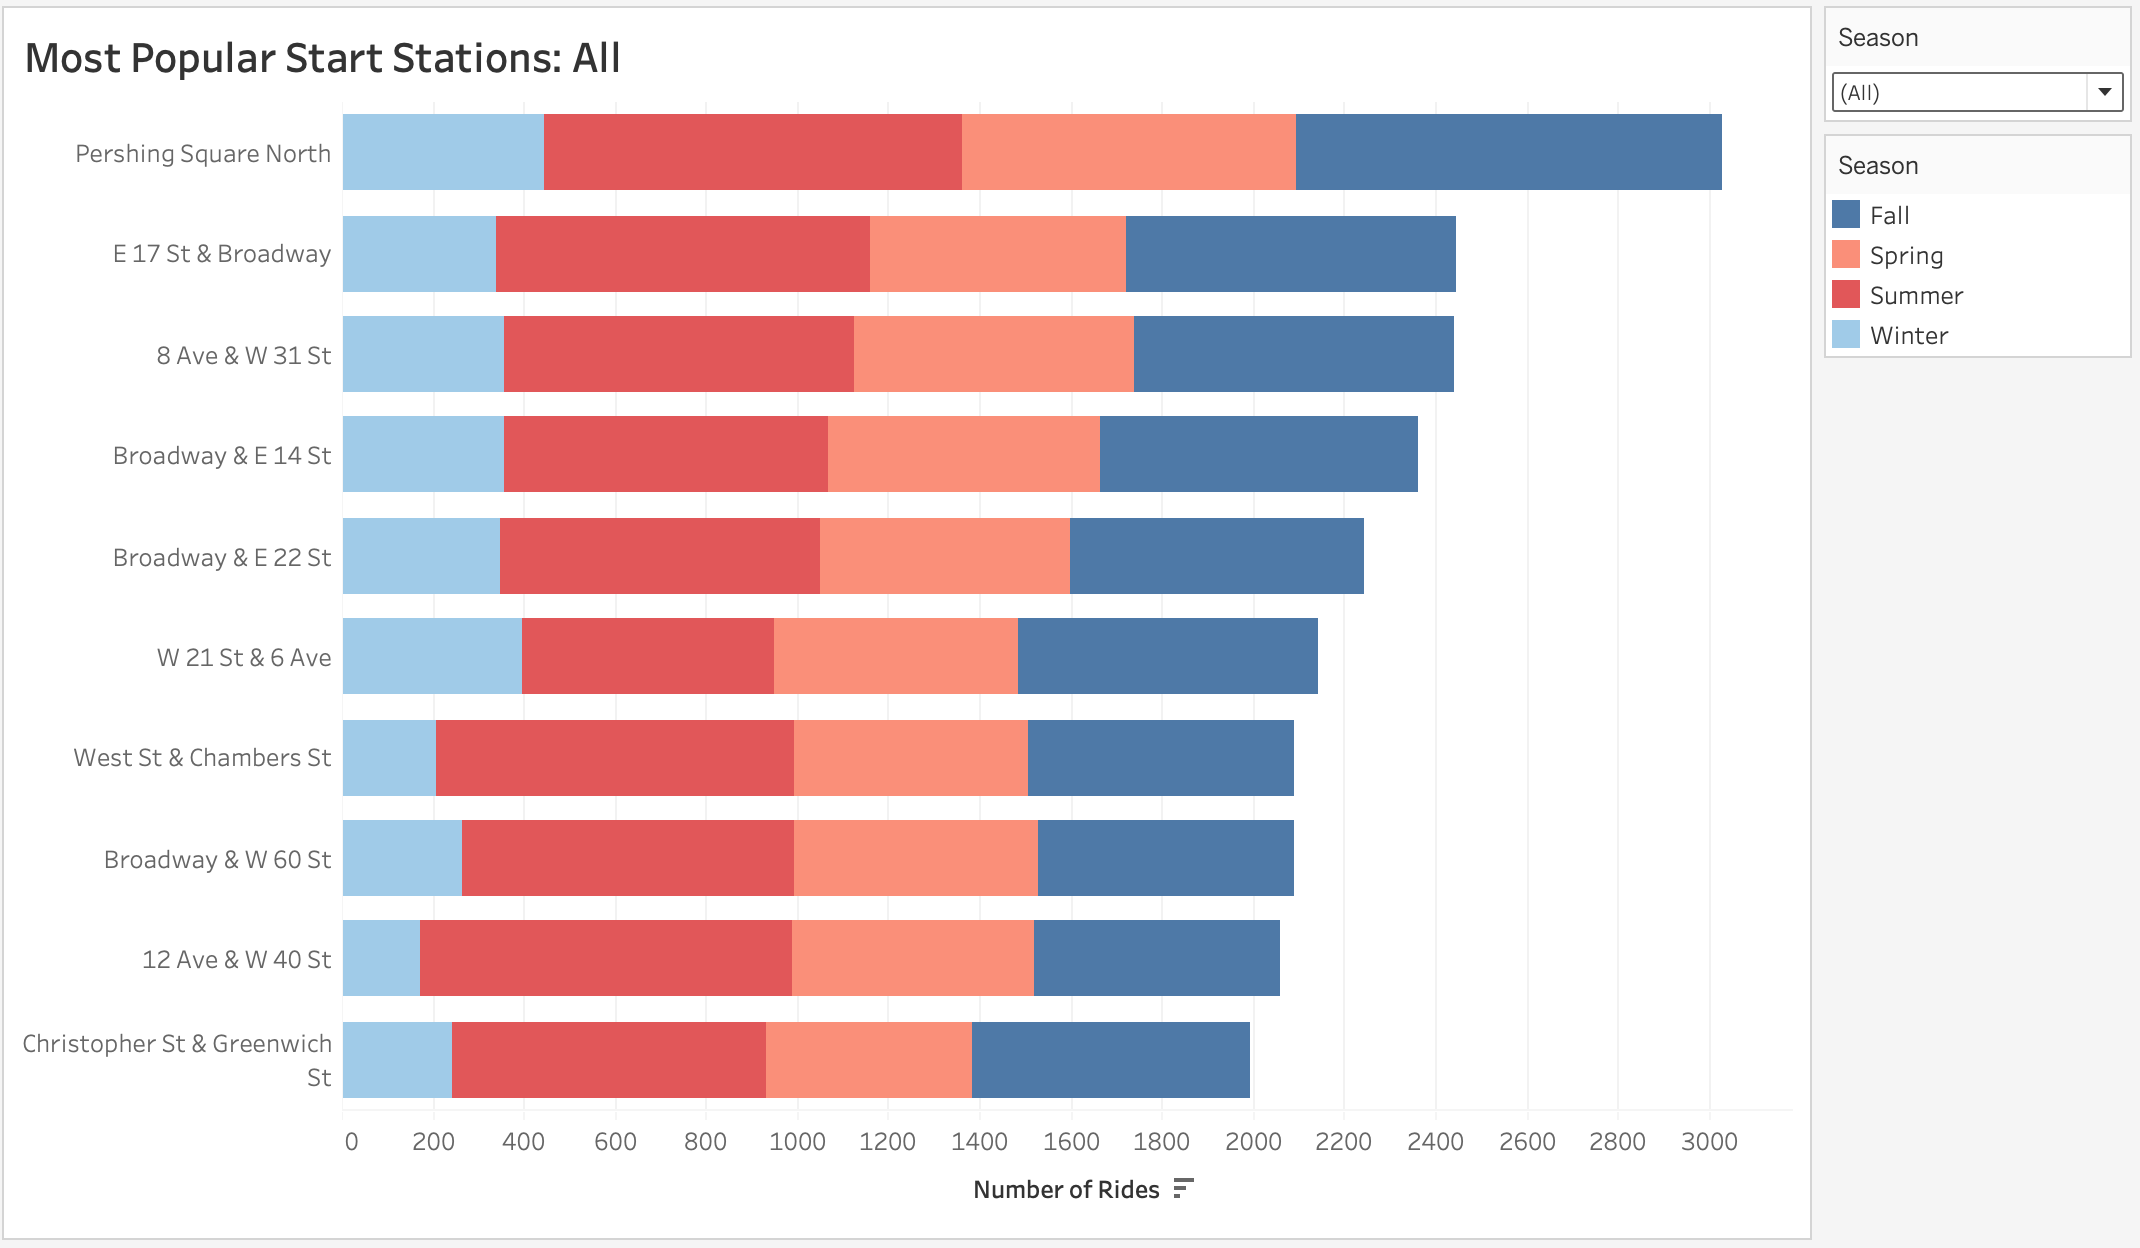 Most Popular Start Stations: All
Pershing Square North
E 17 St & Broadway
8 Ave & W 31 St
Broadway & E 14 St
Broadway & E 22 St
W 21 St & 6 Ave
West St & Chambers St
Broadway & W 60 St
12 Ave & W 40 St
Christopher St & Greenwich
St
0 200 400 600 800 1000 1200 1400 1600 1800 2000 2200 2400 2600 2800 3000
Number of Rides
Season
(All)
Season
Fall
Spring
Summer
Winter